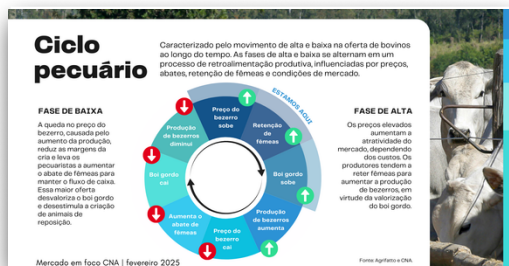 Ciclo
pecuário
Caracterizado pelo movimento de alta e baixa na oferta de bovinos
ao longo do tempo. As fases de alta e baixa se alternam em um
processo de retroalimentação produtiva, influenciadas por preços,
abates, retenção de fêmeas e condições de mercado.
FASE DE BAIXA
A queda no preço do
bezerro, causada pelo
aumento da produção,
reduz as margens da
cria e leva os
pecuaristas a aumentar
o abate de fêmeas para
manter o fluxo de caixa.
Essa maior oferta
desvaloriza o boi gordo
e desestimula a criação
de animais de
reposição.
ESTAMOS AQUI
Preço do
bezerro
sobe
Retenção
de
fêmeas
Boi gordo
sobe
Produção
de bezerros
aumenta
Preço do
bezerro
cai
Aumenta o
abate de
fêmeas
Boi gordo
cai
Produção
de bezerros
diminui
FASE DE ALTA
Os preços elevados
aumentam a
atratividade do
mercado, dependendo
dos custos. Os
produtores tendem a
reter fêmeas para
aumentar a produção
de bezerros, em
virtude da valorização
do boi gordo.
Mercado em foco CNA | fevereiro 2025
Fonte: Agrifatto e CNA